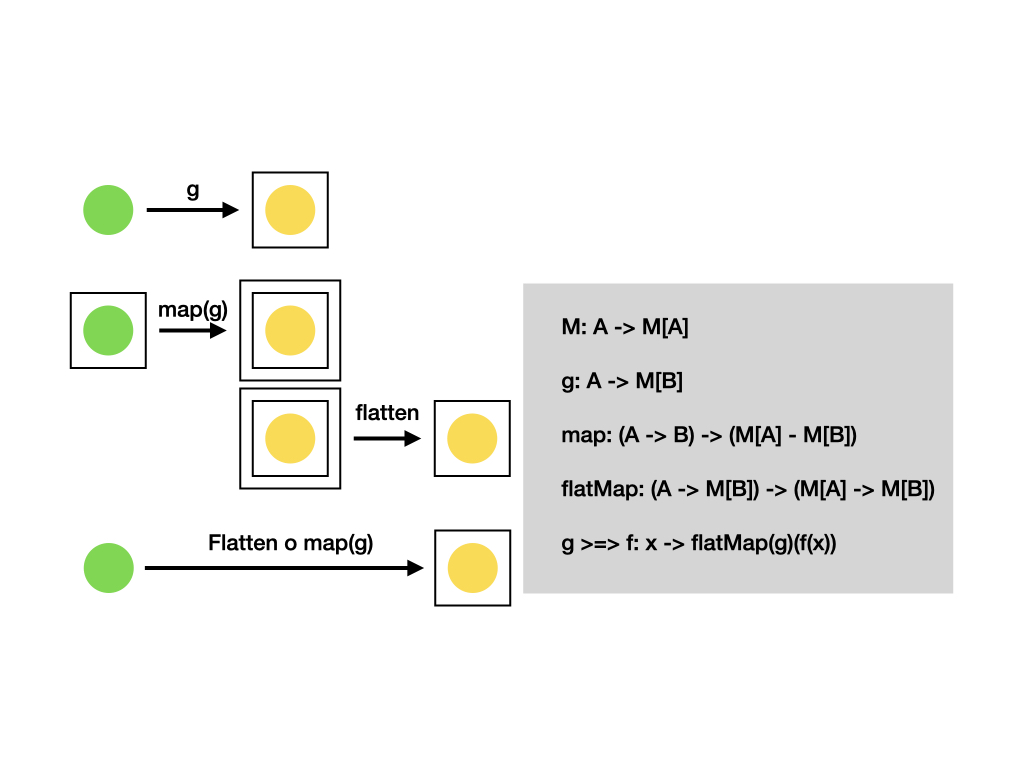 g
map(g)
flatten
Flatten o map(g)
M: A -> M[A]
g: A -> M[B]
map: (A -> B) -> (M[A] - M[B])
flatMap: (A -> M[B]) -> (M[A] -> M[B])
g >=> f: x -> flatMap(g)(f(x))